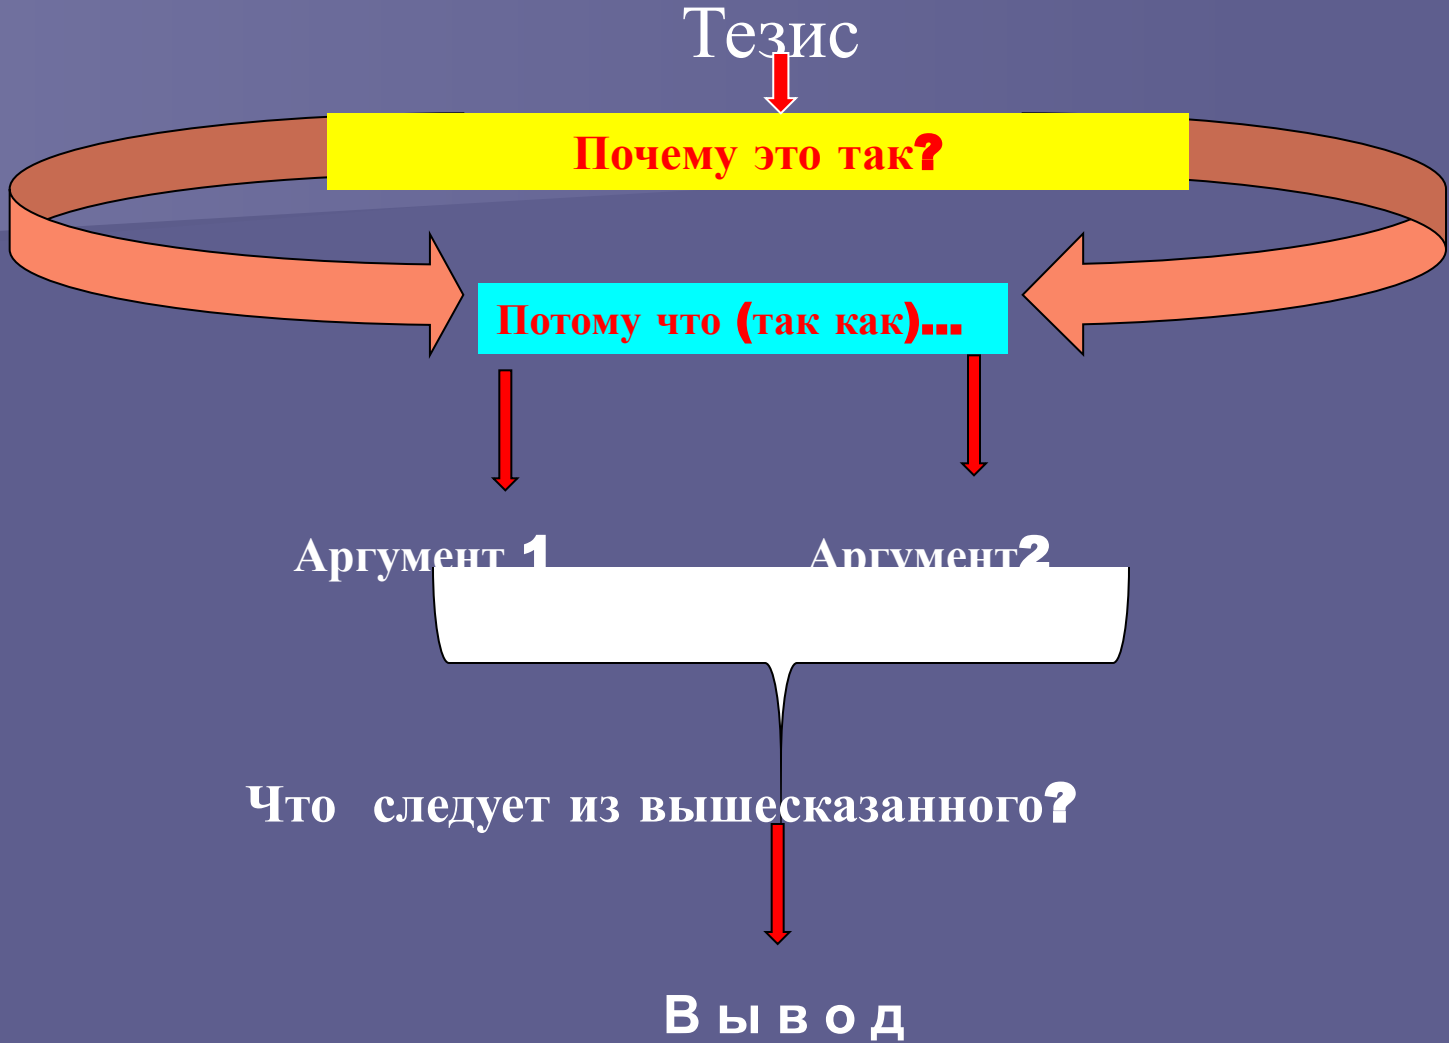 Тезис
Почему это так?
Потому что (так как)...
Аргумент 1 Аргумент2
Что следует из вышесказанного?
В ы в о д